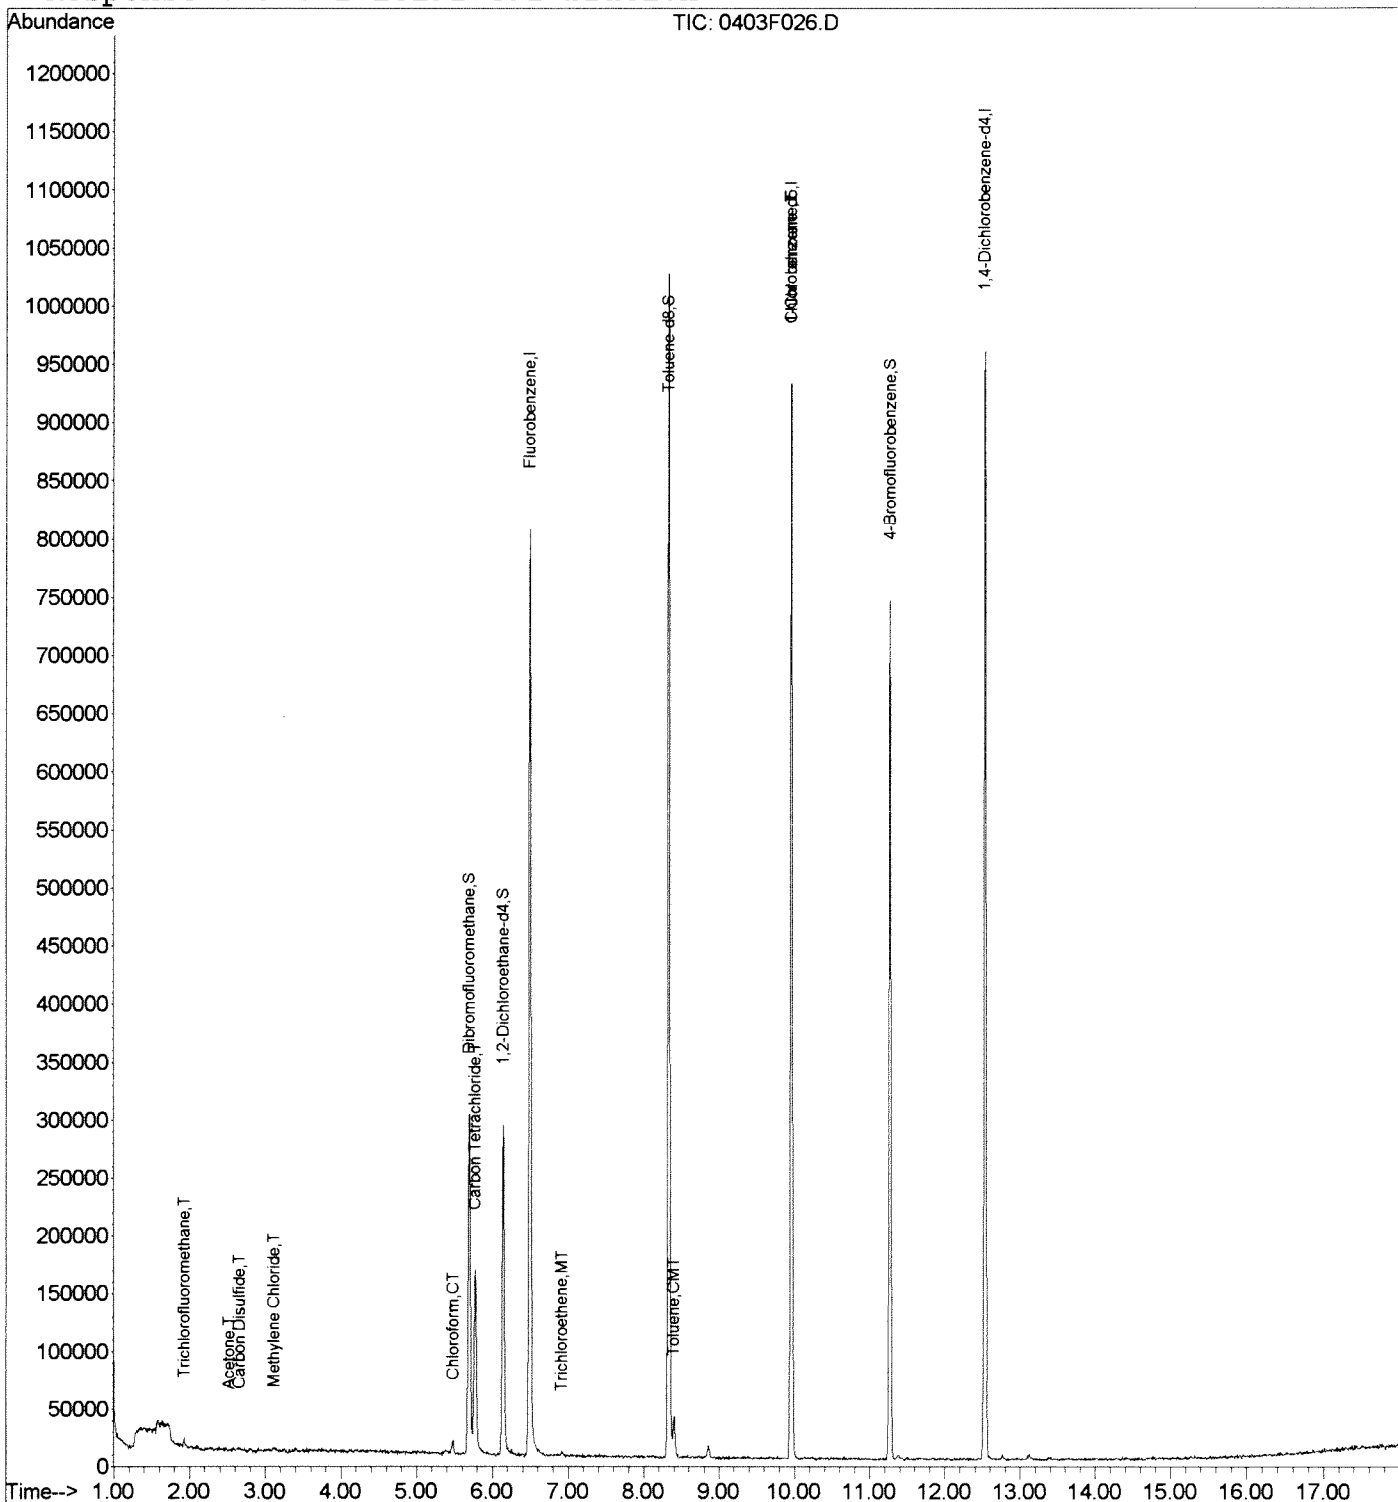 Abundance
TIC: 0403F026.D
1200000
1150000
1100000
1050000
1000000
950000
900000
850000
800000
750000
700000
650000
600000
550000
500000
450000
400000
350000
300000
250000
200000
150000
100000
50000
0
Trichlorofluoromethane,T
Acetone,T
Carbon Disulfide,T
Methylene Chloride,T
Chloroform,CT
Dibromofluoromethane,S
Carbon Tetrachloride,T
1,2-Dichloroethane-d4,S
Fluorobenzene,I
Trichloroethene,MT
Toluene-d8,S
Toluene,CMT
4-Bromofluorobenzene,S
1,4-Dichlorobenzene-d4,I
Time--> 1.00 2.00 3.00 4.00 5.00 6.00 7.00 8.00 9.00 10.00 11.00 12.00 13.00 14.00 15.00 16.00 17.00